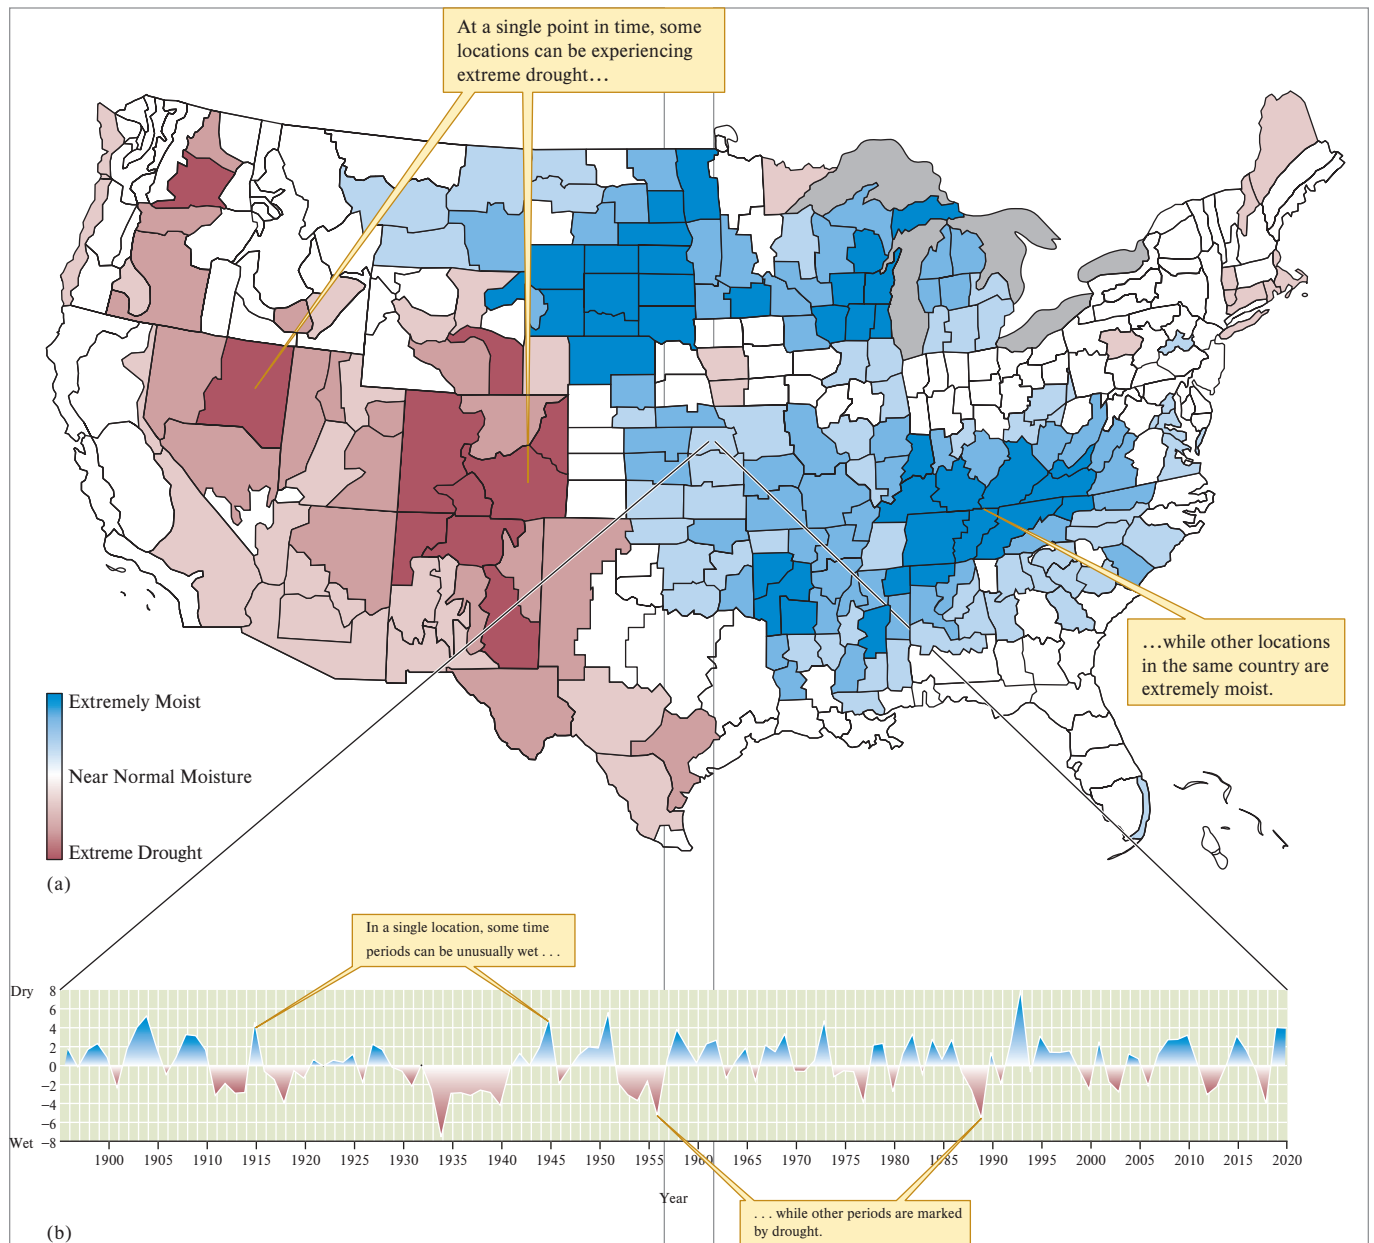 At a single point in time, some
locations can be experiencing
extreme drought…
…while other locations
in the same country are
extremely moist.
Extremely Moist
Near Normal Moisture
Extreme Drought
(a)
In a single location, some time
periods can be unusually wet . . .
Dry
8
6
4
2
0
−2
−4
−6
Wet −8
1900 1905 1910 1915 1920 1925 1930 1935 1940 1945 1950 1955 1960 1965 1970 1975 1980 1985 1990 1995 2000 2005 2010 2015 2020
Year
. . . while other periods are marked
by drought.
(b)